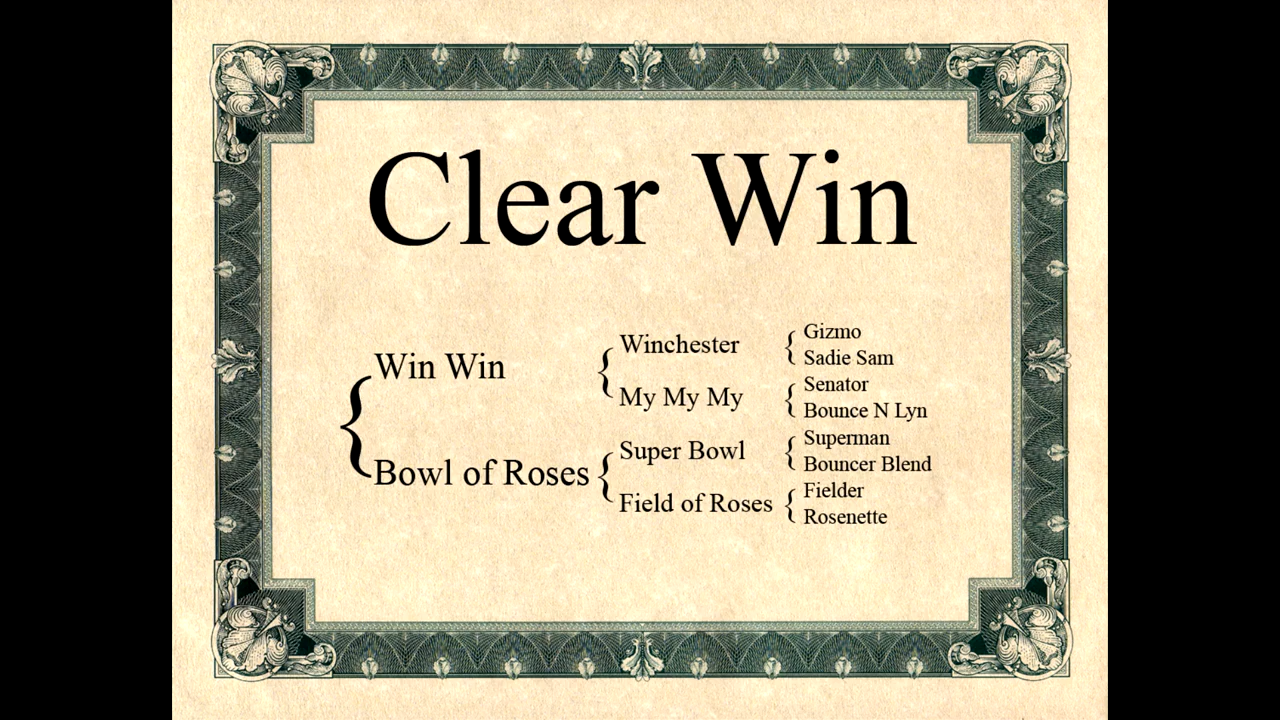 Clear Win
Gizmo
Winchester
Sadie Sam
Win Win
Senator
My My My
Bounce N Lyn
Superman
Super Bowl
Bouncer Blend
Bowl of Roses
Fielder
Field of Roses
Rosenette